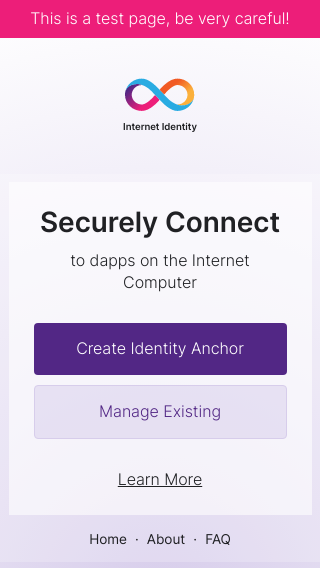 This is a test page, be very careful!
Internet Identity
Securely Connect
to dapps on the Internet
Computer
Create Identity Anchor
Manage Existing
Learn More
Home · About · FAQ